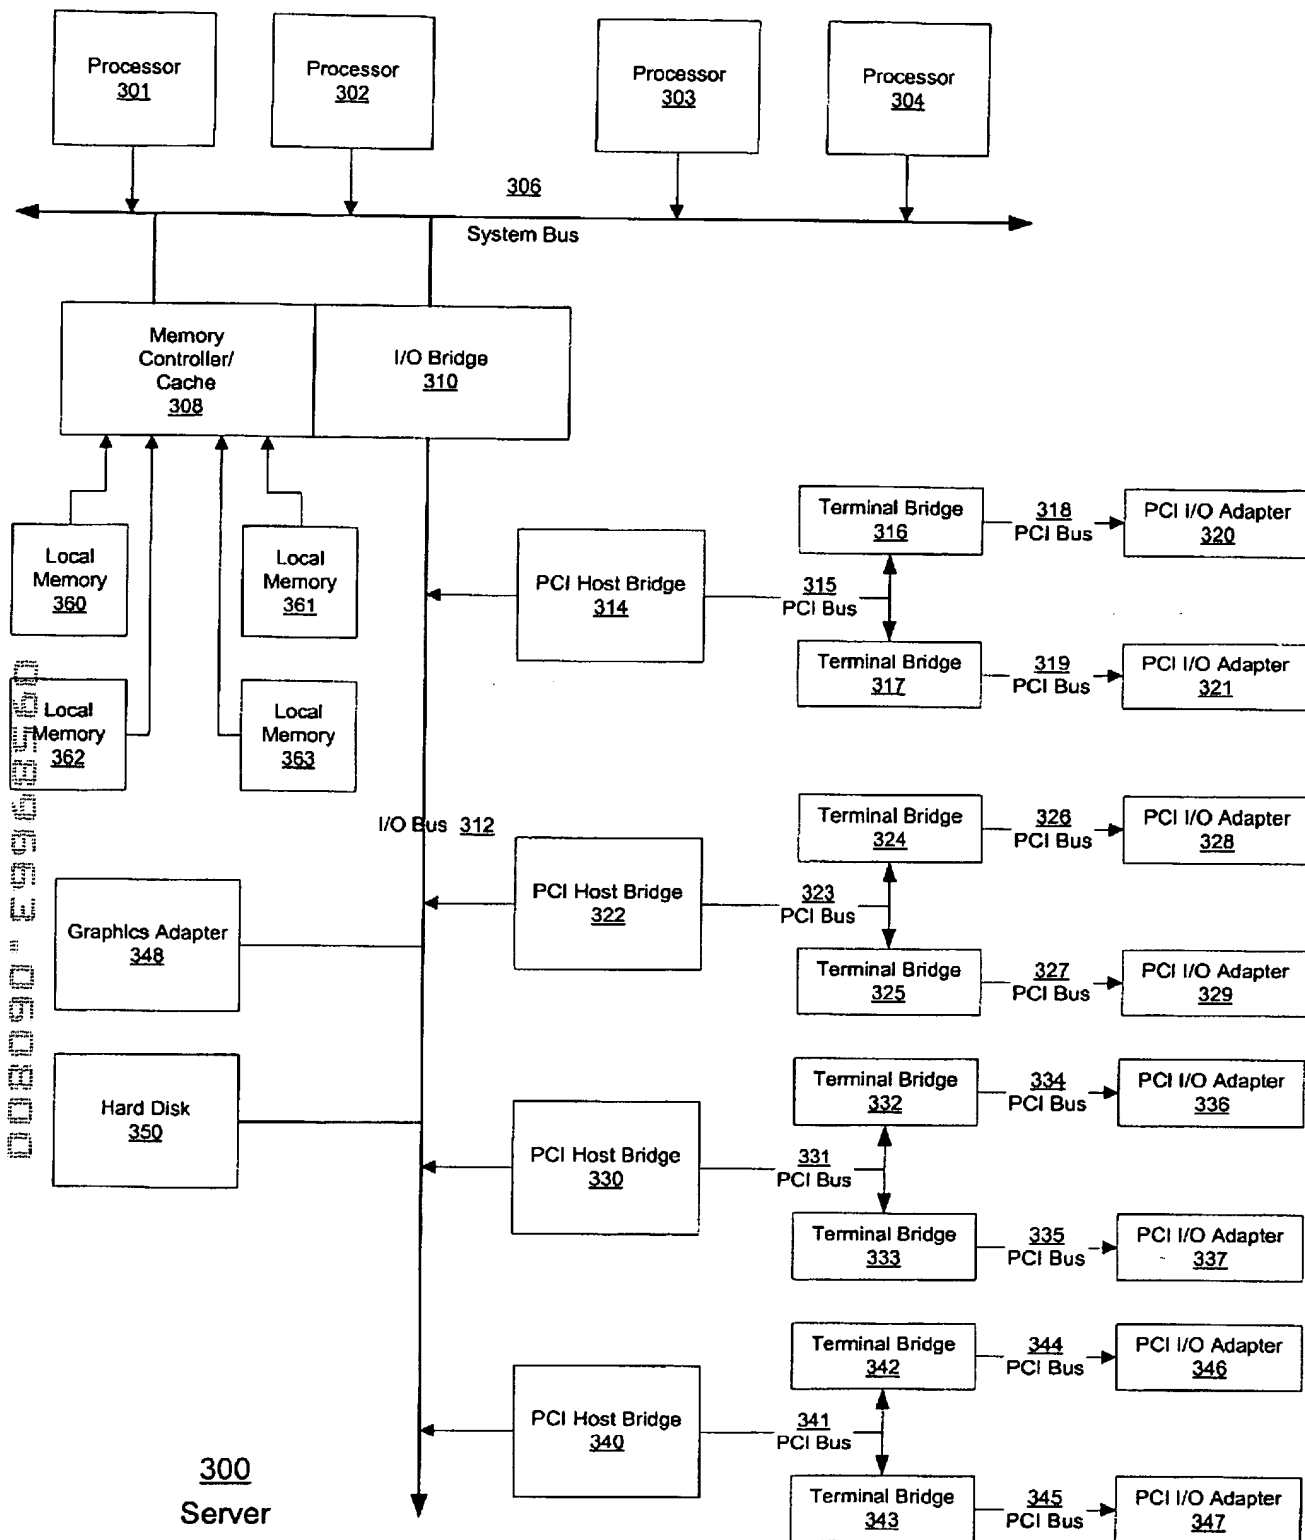 Processor
301
Processor
302
Processor
303
Processor
304
306
System Bus
Memory
Controller/
Cache
308
I/O Bridge
310
Local
Memory
360
Local
Memory
361
Local
Memory
362
Local
Memory
363
I/O Bus 312
Graphics Adapter
348
Hard Disk
350
PCI Host Bridge
314
315
PCI Bus
Terminal Bridge
316
318
PCI Bus
PCI I/O Adapter
320
Terminal Bridge
317
319
PCI Bus
PCI I/O Adapter
321
PCI Host Bridge
322
323
PCI Bus
Terminal Bridge
324
326
PCI Bus
PCI I/O Adapter
328
Terminal Bridge
325
327
PCI Bus
PCI I/O Adapter
329
PCI Host Bridge
330
331
PCI Bus
Terminal Bridge
332
334
PCI Bus
PCI I/O Adapter
336
Terminal Bridge
333
335
PCI Bus
PCI I/O Adapter
337
PCI Host Bridge
340
341
PCI Bus
Terminal Bridge
342
344
PCI Bus
PCI I/O Adapter
346
Terminal Bridge
343
345
PCI Bus
PCI I/O Adapter
347
300
Server